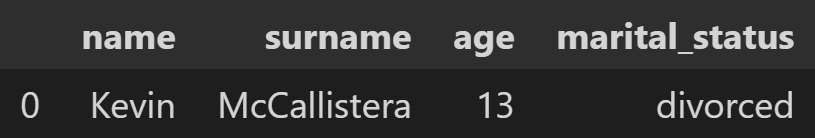 name surname age marital_status
0 Kevin McCallistera 13 divorced